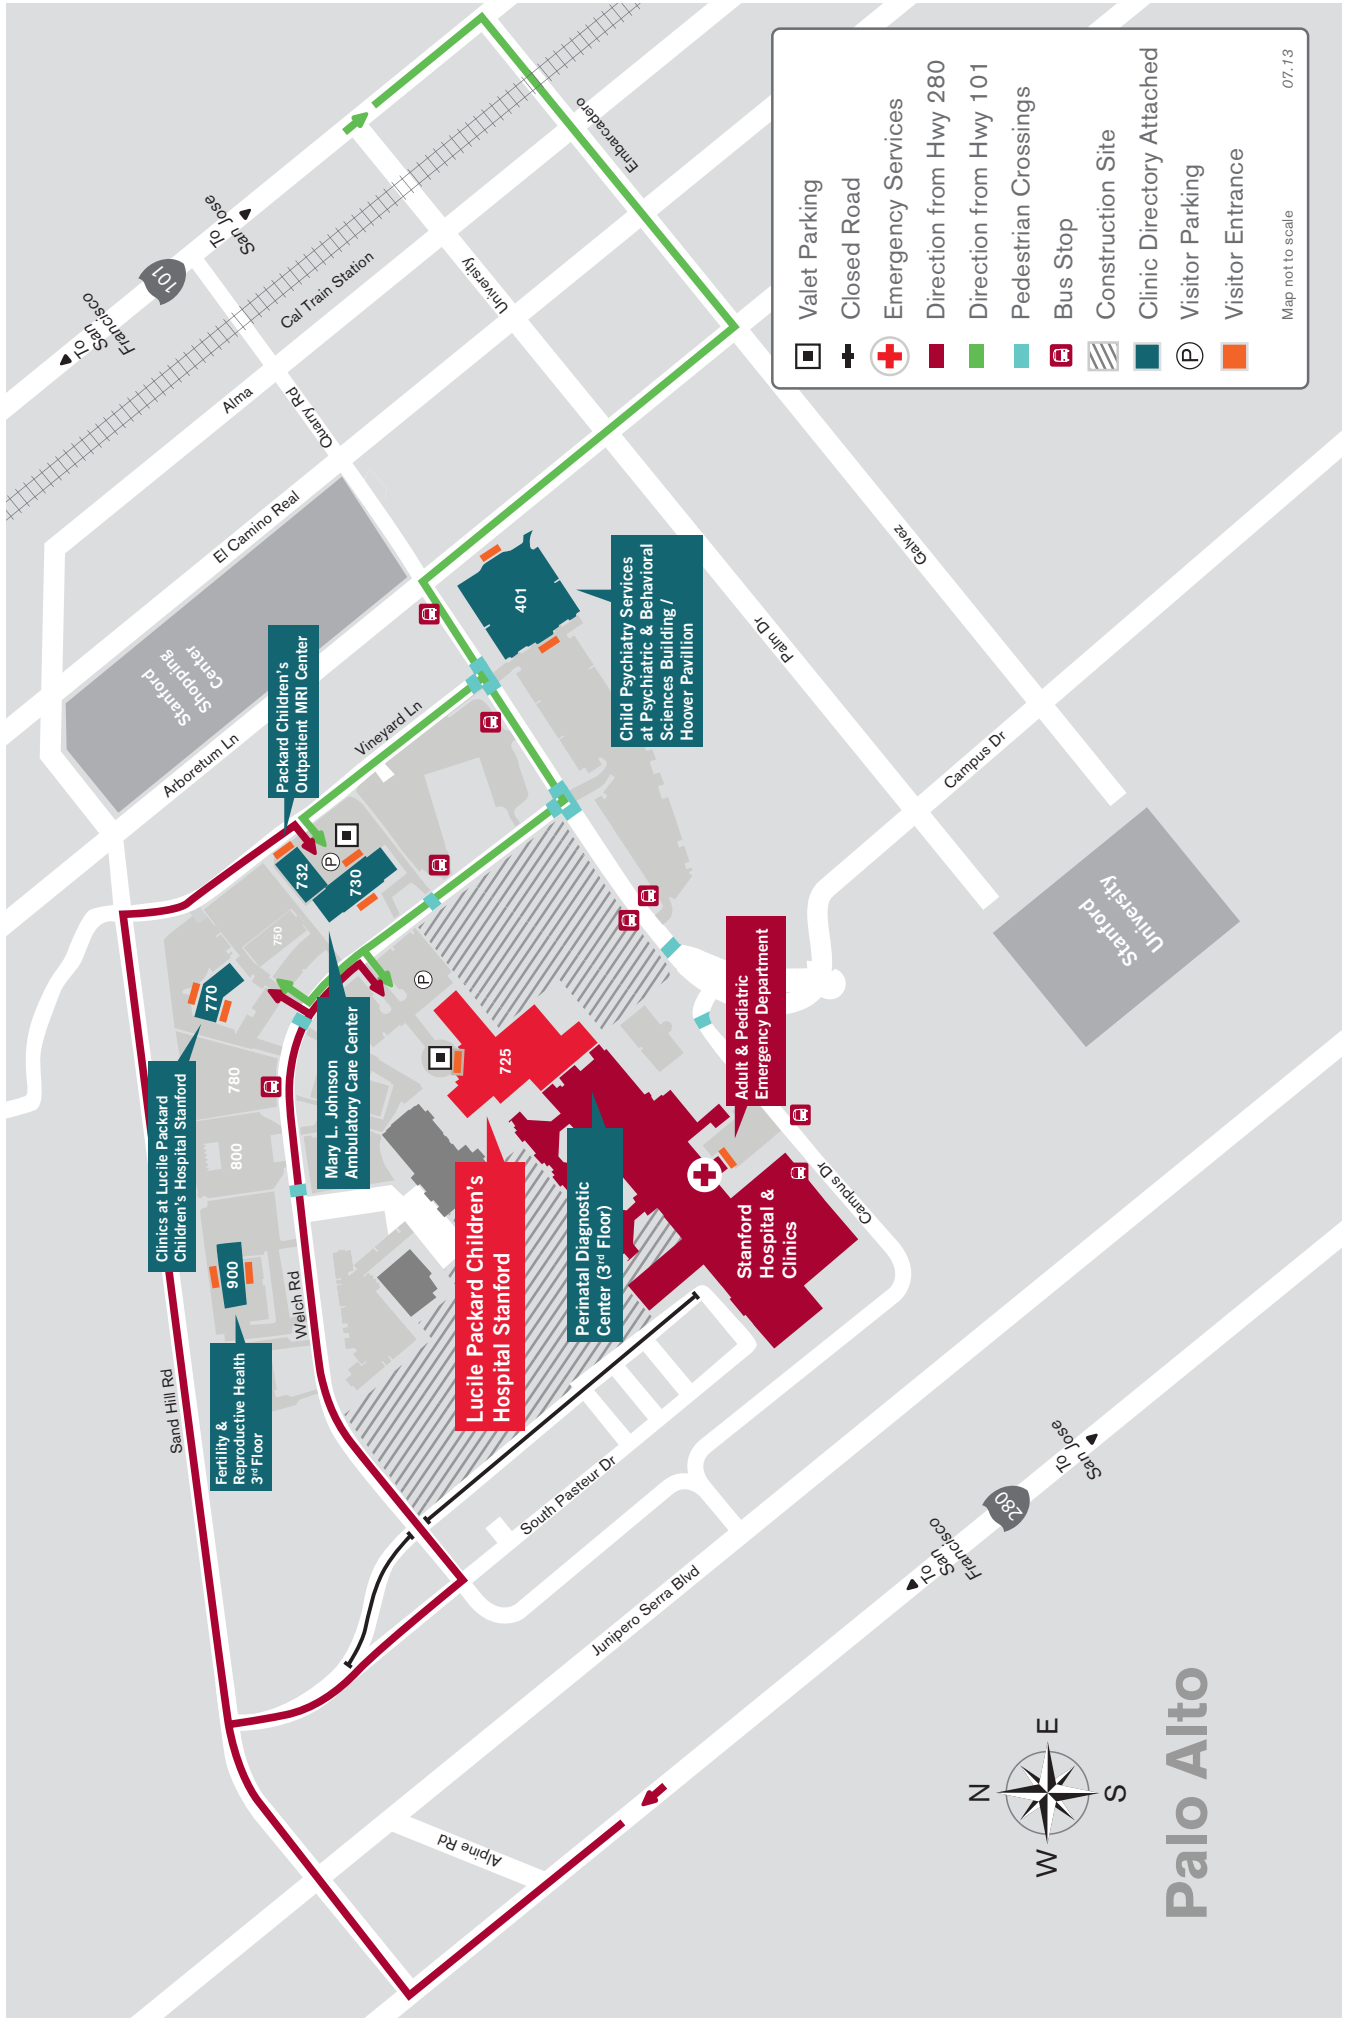 To
San
Francisco
101
To
San Jose
Cal Train Station
Alma
Quarry Rd
University
Embarcadero
El Camino Real
Stanford
Shopping
Center
Arboretum Ln
Vineyard Ln
Packard Children's
Outpatient MRI Center
401
Child Psychiatry Services
at Psychiatric & Behavioral
Sciences Building /
Hoover Pavillion
Palm Dr
Galvez
Campus Dr
Stanford
University
732
730
750
770
780
800
900
P
P
Clinics at Lucile Packard
Children's Hospital Stanford
Mary L. Johnson
Ambulatory Care Center
725
Adult & Pediatric
Emergency Department
Lucile Packard Children's
Hospital Stanford
Perinatal Diagnostic
Center (3rd Floor)
Stanford
Hospital &
Clinics
Campus Dr
Fertility &
Reproductive Health
3rd Floor
Welch Rd
Sand Hill Rd
South Pasteur Dr
Junipero Serra Blvd
Alpine Rd
To
San
Francisco
280
To
San Jose
N
E
S
W
Palo Alto
Valet Parking
Closed Road
Emergency Services
Direction from Hwy 280
Direction from Hwy 101
Pedestrian Crossings
Bus Stop
Construction Site
Clinic Directory Attached
P Visitor Parking
Visitor Entrance
Map not to scale
07.13